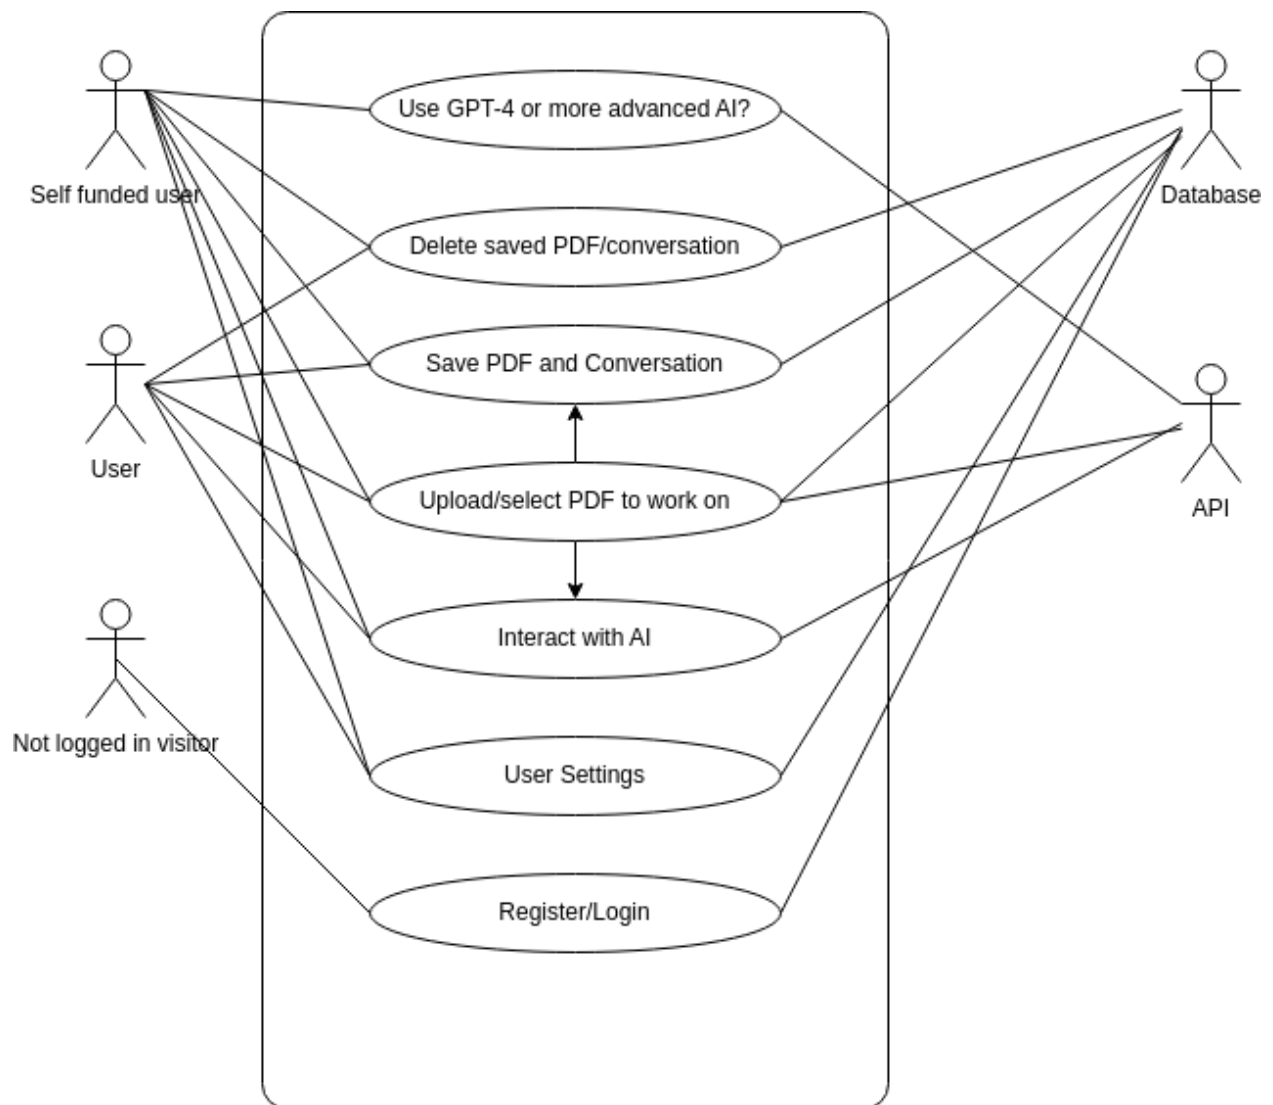 Use GPT-4 or more advanced AI?
Self funded user
Database
Delete saved PDF/conversation
Save PDF and Conversation
User
Upload/select PDF to work on
API
Interact with AI
Not logged in visitor
User Settings
Register/Login